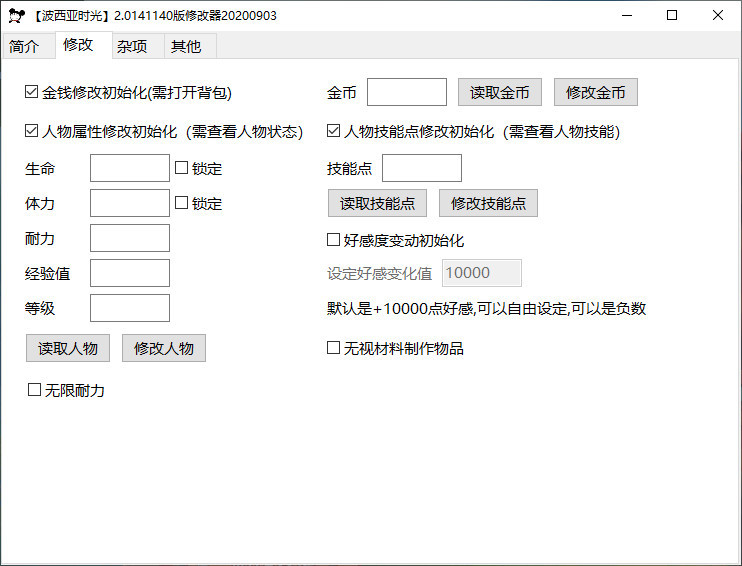 【波西亚时光】2.0141140版修改器20200903
简介 修改 杂项 其他
金钱修改初始化(需打开背包) 金币 读取金币 修改金币
人物属性修改初始化（需查看人物状态） 人物技能点修改初始化（需查看人物技能）
生命 锁定 技能点
体力 锁定 读取技能点 修改技能点
耐力 好感度变动初始化
经验值 设定好感变化值 10000
等级 默认是+10000点好感,可以自由设定,可以是负数
读取人物 修改人物 无视材料制作物品
无限耐力